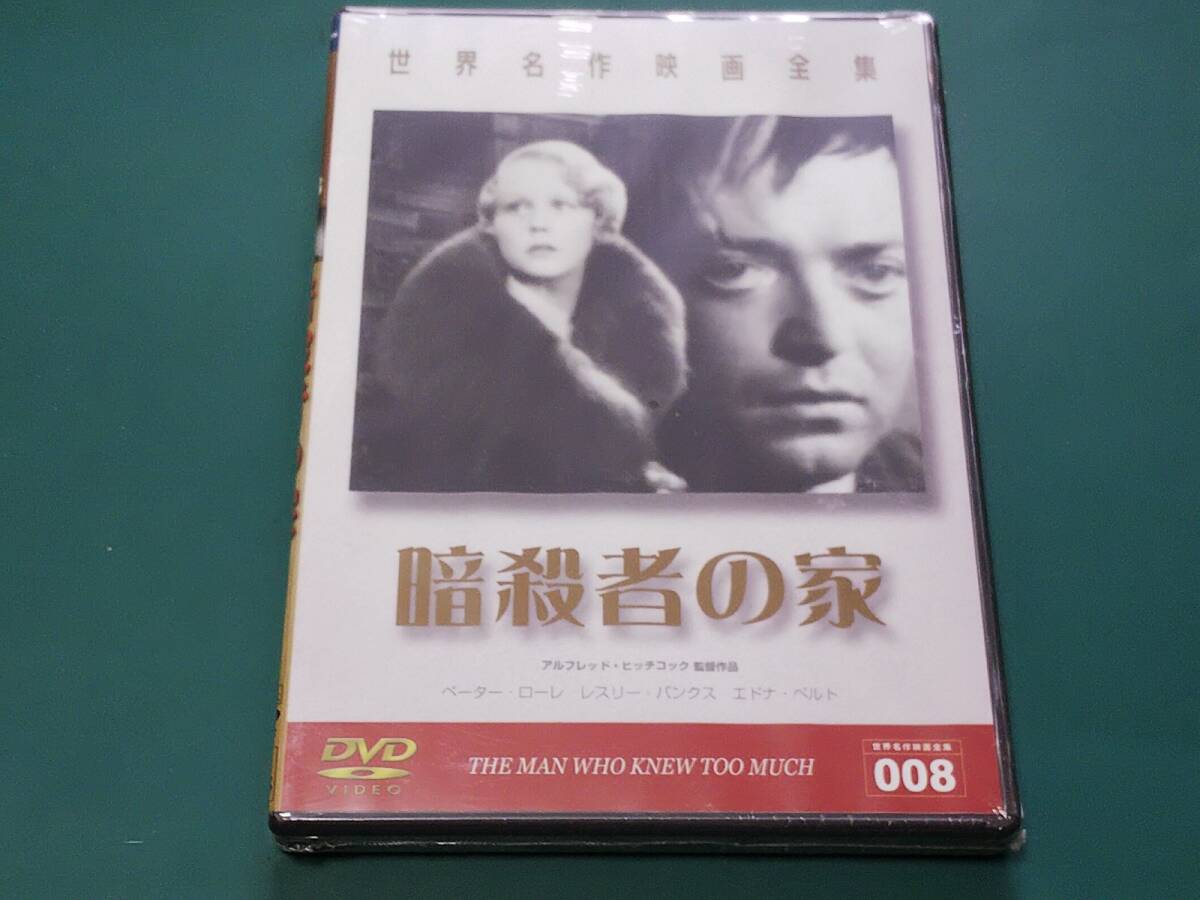 世界名作映画全集
暗殺者の家
アルフレッド・ヒッチコック 監督作品
ペーター・ローレ レスリー・バンクス エドナ・ベルト
DVD
VIDEO
THE MAN WHO KNEW TOO MUCH
世界名作映画全集
008